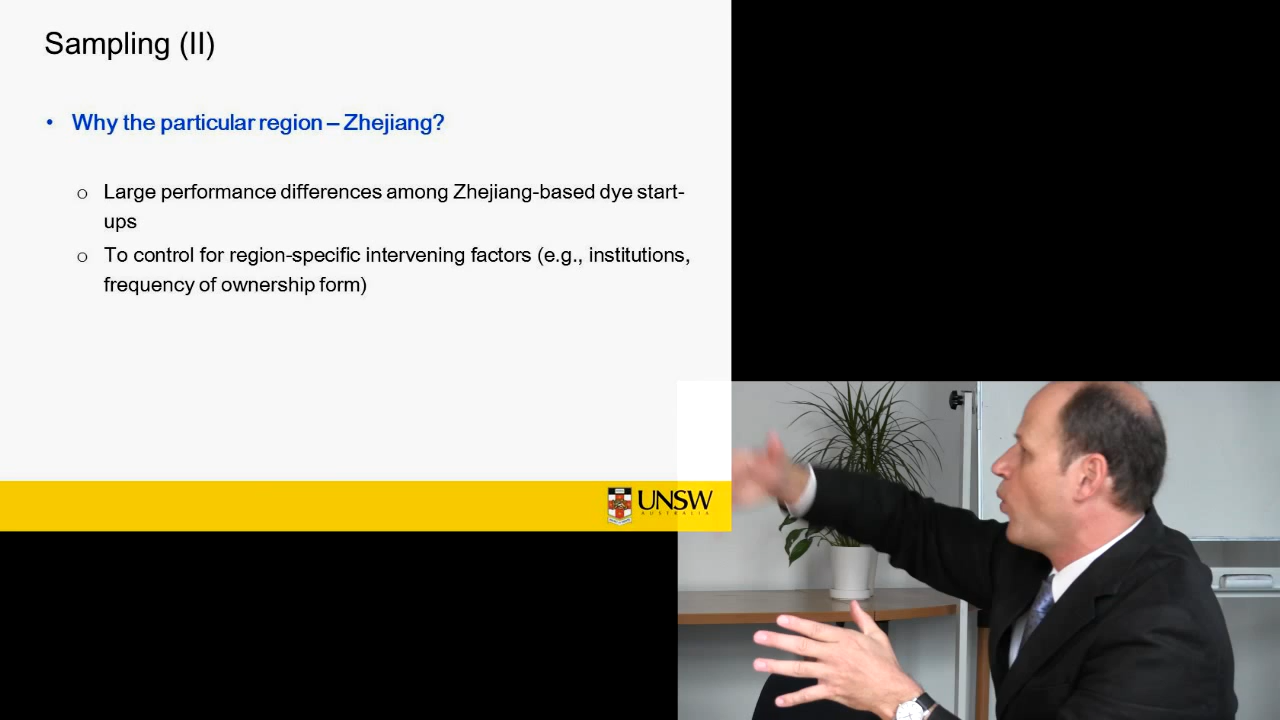 Sampling (II)
• Why the particular region – Zhejiang?
o Large performance differences among Zhejiang-based dye start-
ups
o To control for region-specific intervening factors (e.g., institutions,
frequency of ownership form)
UNSW
AUSTRALIA